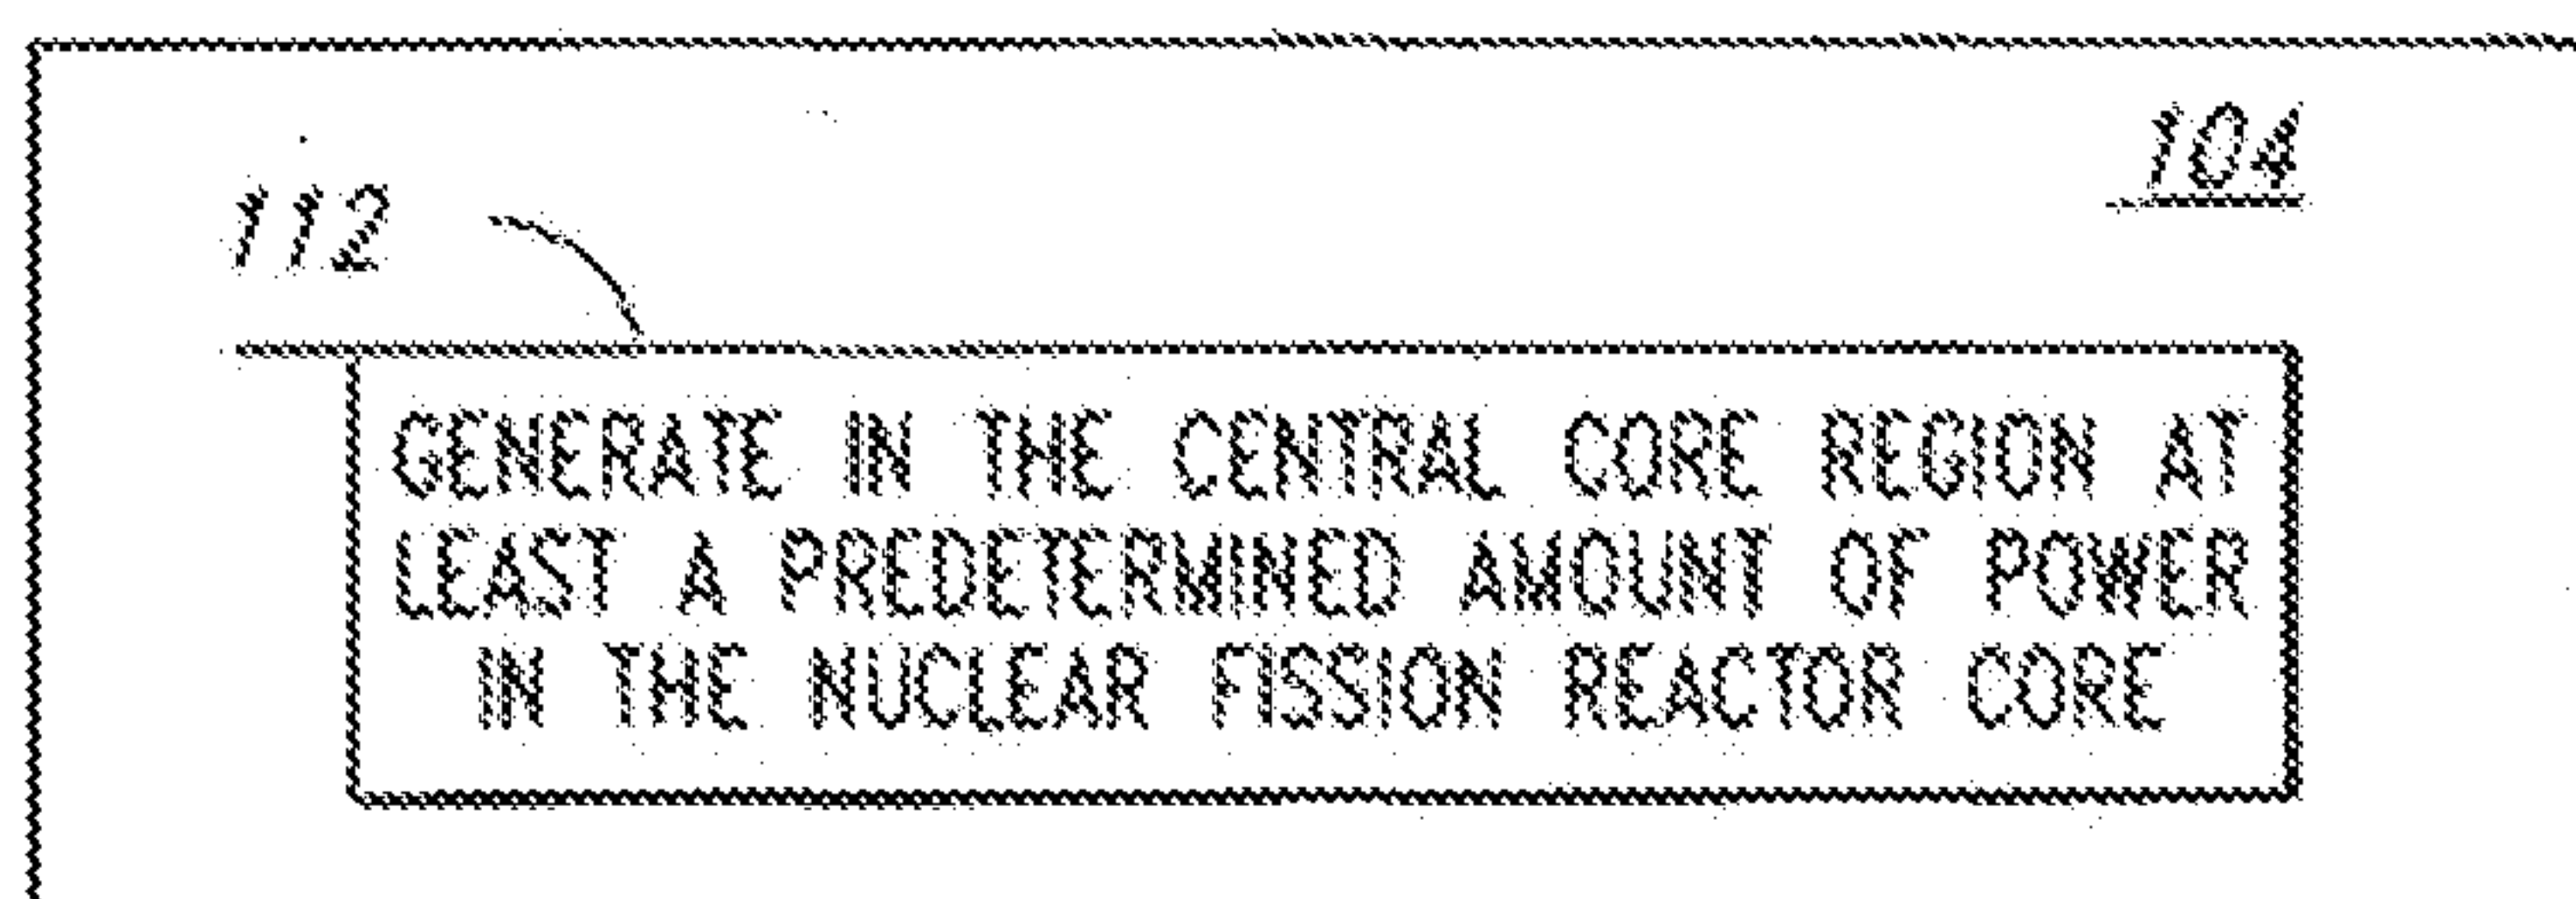 104
112
GENERATE IN THE CENTRAL CORE REGION AT
LEAST A PREDETERMINED AMOUNT OF POWER
IN THE NUCLEAR FISSION REACTOR CORE